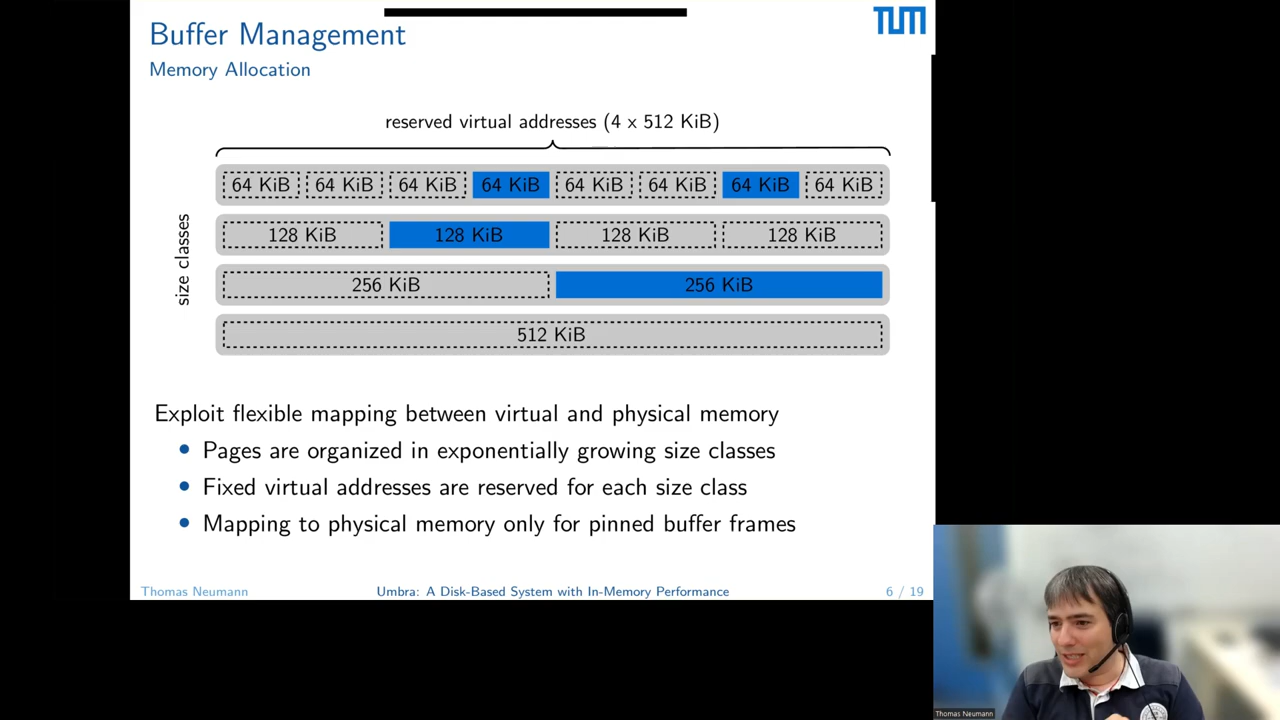 Buffer Management
TUM
Memory Allocation
reserved virtual addresses (4 x 512 KiB)
size classes
64 KiB 64 KiB 64 KiB 64 KiB 64 KiB 64 KiB 64 KiB 64 KiB
128 KiB 128 KiB 128 KiB 128 KiB
256 KiB 256 KiB
512 KiB
Exploit flexible mapping between virtual and physical memory
• Pages are organized in exponentially growing size classes
• Fixed virtual addresses are reserved for each size class
• Mapping to physical memory only for pinned buffer frames
Thomas Neumann Umbra: A Disk-Based System with In-Memory Performance 6 / 19
Thomas Neumann